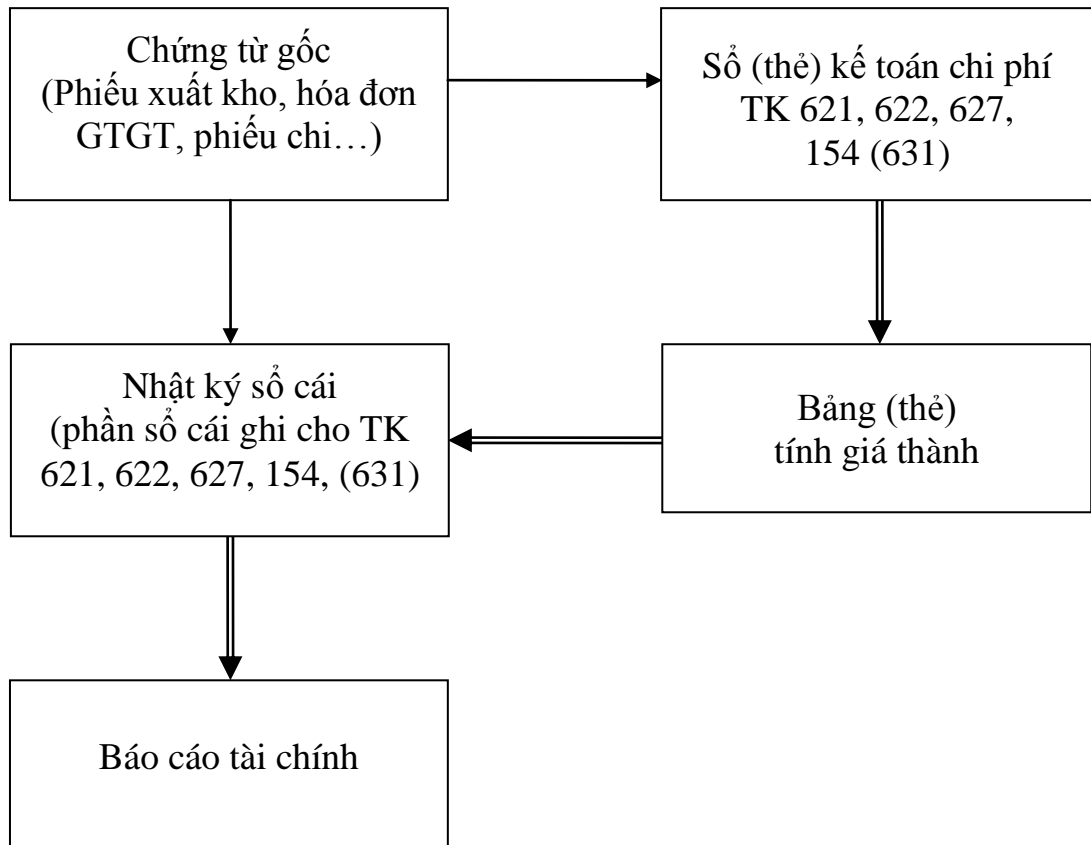 Chứng từ gốc
(Phiếu xuất kho, hóa đơn
GTGT, phiếu chi…)
Sổ (thẻ) kế toán chi phí
TK 621, 622, 627,
154 (631)
Nhật ký sổ cái
(phần sổ cái ghi cho TK
621, 622, 627, 154, (631)
Bảng (thẻ)
tính giá thành
Báo cáo tài chính